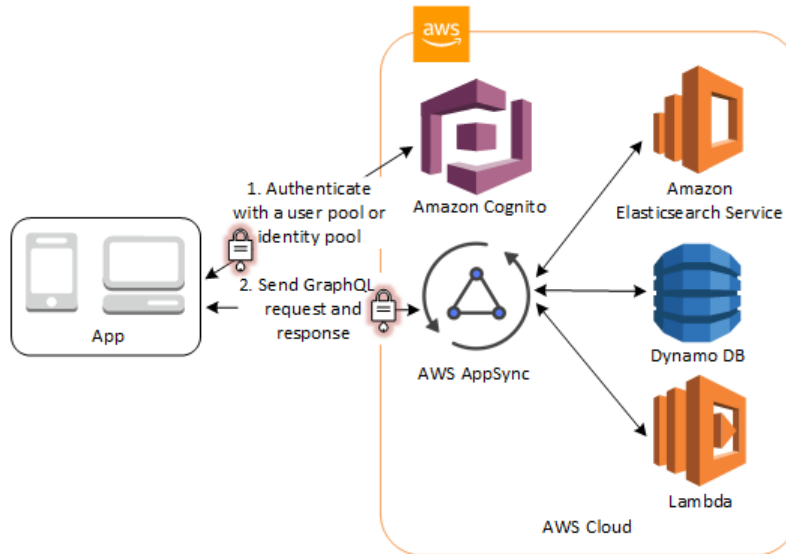 aws
1. Authenticate
with a user pool or
identity pool
Amazon Cognito
Amazon
Elasticsearch Service
2. Send GraphQL
request and
response
App
AWS AppSync
Dynamo DB
Lambda
AWS Cloud